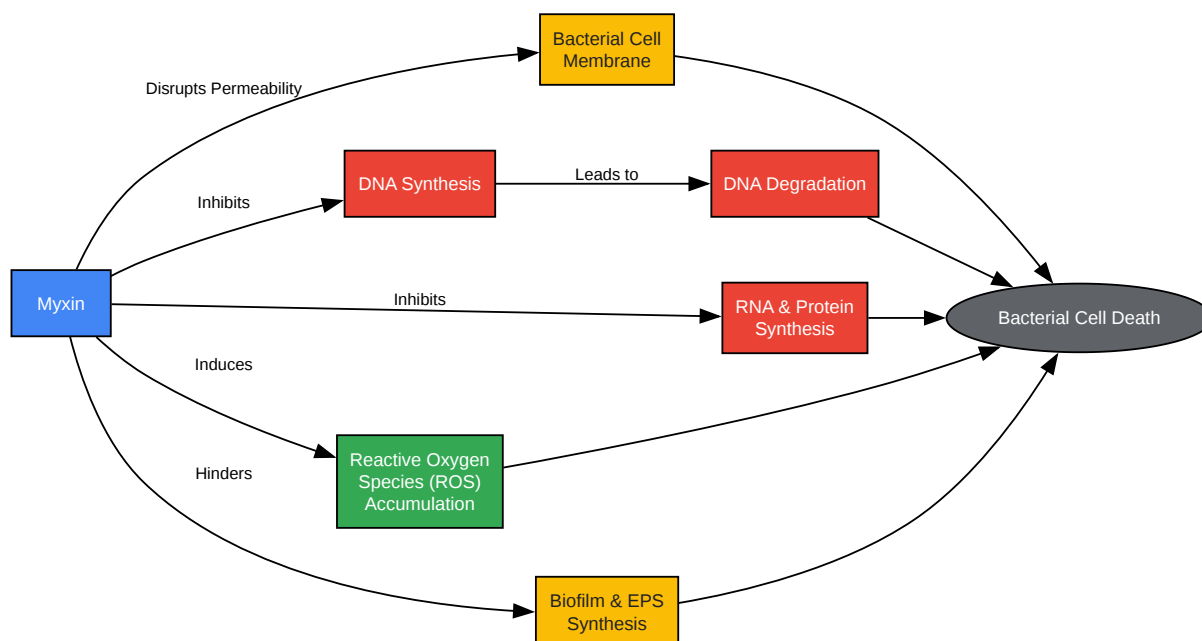 Bacterial Cell
Membrane
Disrupts Permeability
DNA Synthesis
Leads to
DNA Degradation
Inhibits
Myxin
Inhibits
RNA & Protein
Synthesis
Bacterial Cell Death
Induces
Reactive Oxygen
Species (ROS)
Accumulation
Hinders
Biofilm & EPS
Synthesis